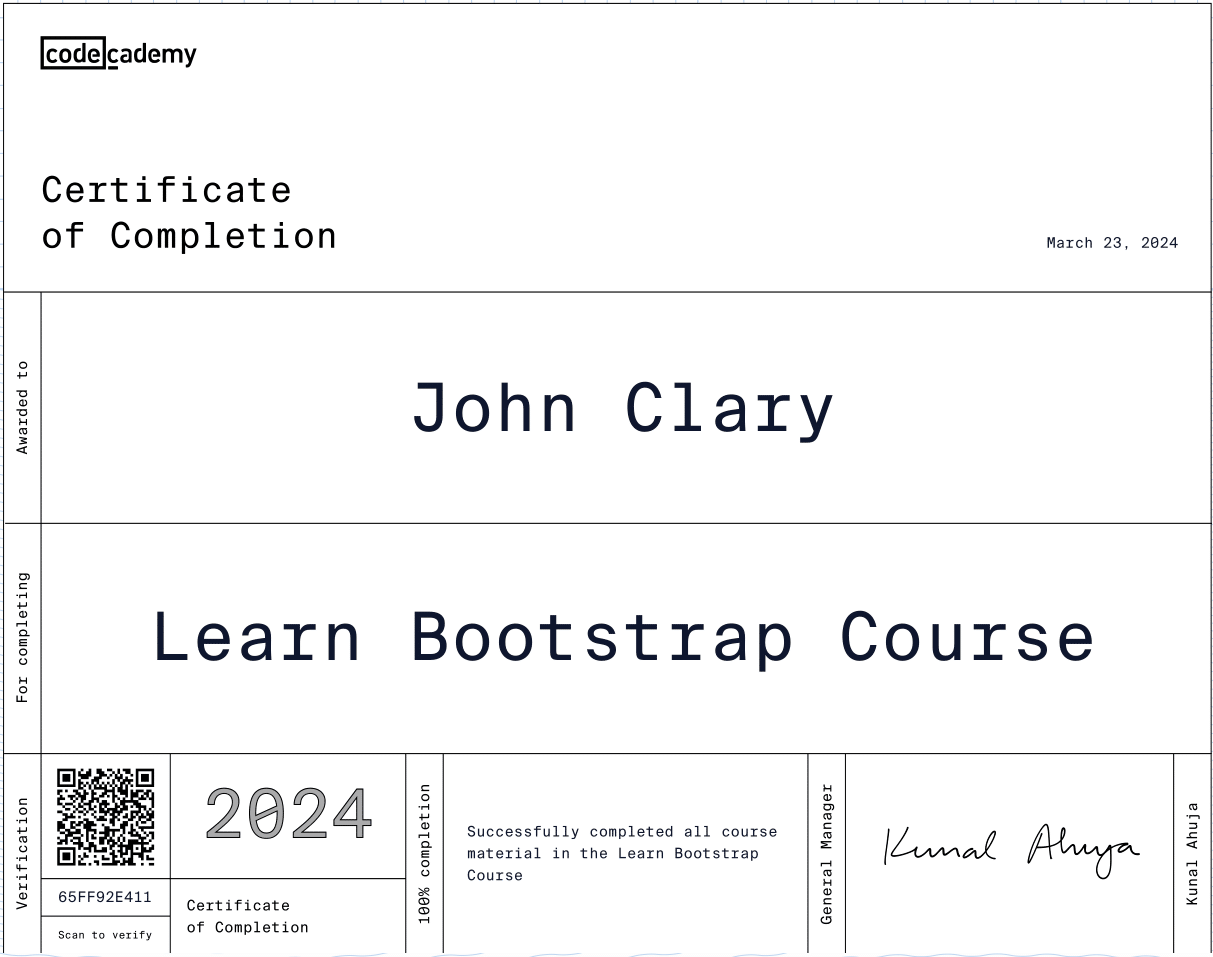 codecademy
Certificate
of Completion
March 23, 2024
Awarded to
John Clary
For completing
Learn Bootstrap Course
Verification
65FF92E411
Scan to verify
2024
Certificate
of Completion
100% completion
Successfully completed all course
material in the Learn Bootstrap
Course
General Manager
Kunal Ahuja
Kunal Ahuja